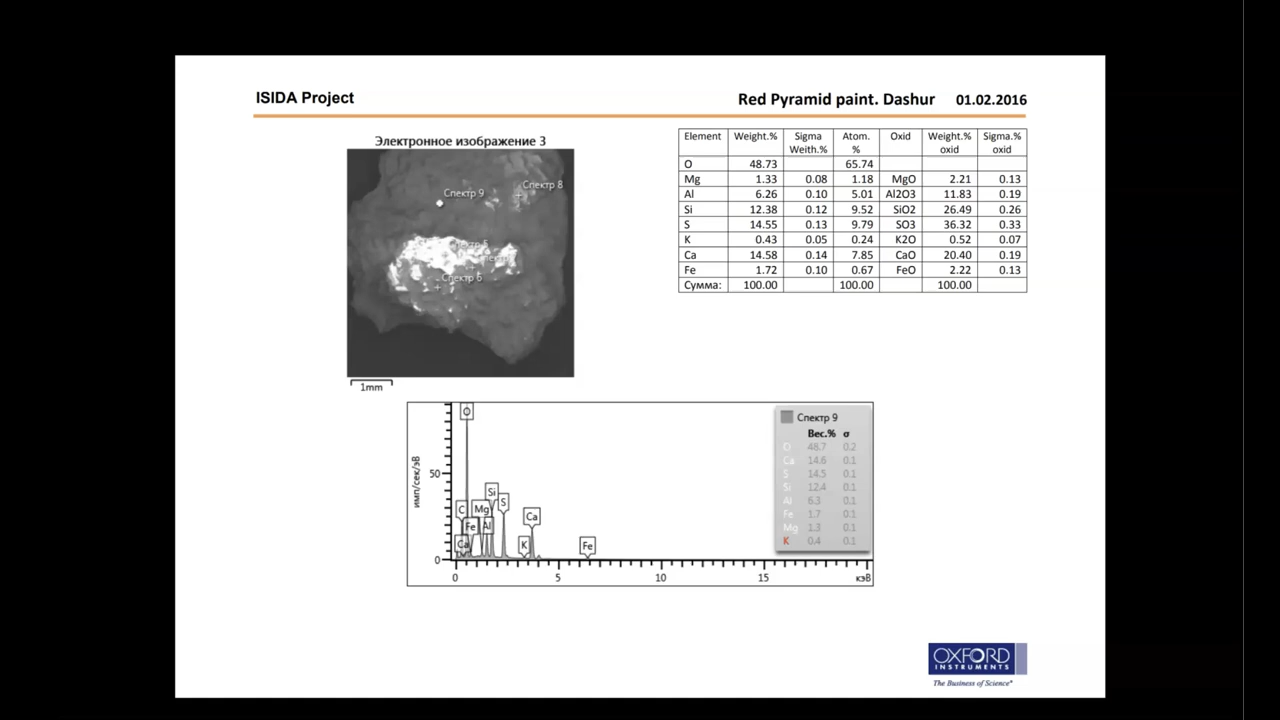 ISIDA Project
Red Pyramid paint. Dashur 01.02.2016
Электронное изображение 3
Спектр 9
Спектр 8
Спектр 6
1mm
Element Weight.% Sigma Weith.% Atom. % Oxid Weight.% oxid Sigma.% oxid
O 48.73 65.74
Mg 1.33 0.08 1.18 MgO 2.21 0.13
Al 6.26 0.10 5.01 Al2O3 11.83 0.19
Si 12.38 0.12 9.52 SiO2 26.49 0.26
S 14.55 0.13 9.79 SO3 36.32 0.33
K 0.43 0.05 0.24 K2O 0.52 0.07
Ca 14.58 0.14 7.85 CaO 20.40 0.19
Fe 1.72 0.10 0.67 FeO 2.22 0.13
Сумма: 100.00 100.00 100.00
имп/сек/эВ
50
0
O
C
Ca
Fe
Mg
Al
Si
S
K
Ca
Fe
0 5 10 15 кэВ
Спектр 9
Вес.% σ
O 48.7 0.2
Ca 14.6 0.1
S 14.5 0.1
Si 12.4 0.1
Al 6.3 0.1
Fe 1.7 0.1
Mg 1.3 0.1
K 0.4 0.1
OXFORD
INSTRUMENTS
The Business of Science®